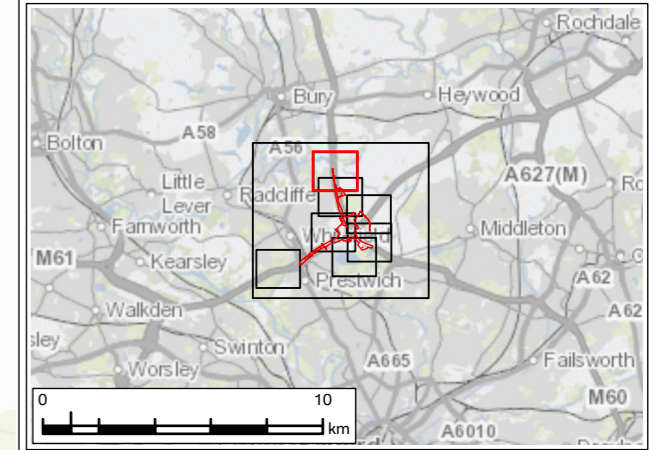 Rochdale
Bury
Heywood
Bolton
A58
A56
A627(M)
Little
Lever
Radcliffe
Farnworth
Middleton
M61
Kearsley
A62
Prestwich
Walkden
A62
Swinton
A665
Failsworth
Worsley
M60
0
10
km
A6010